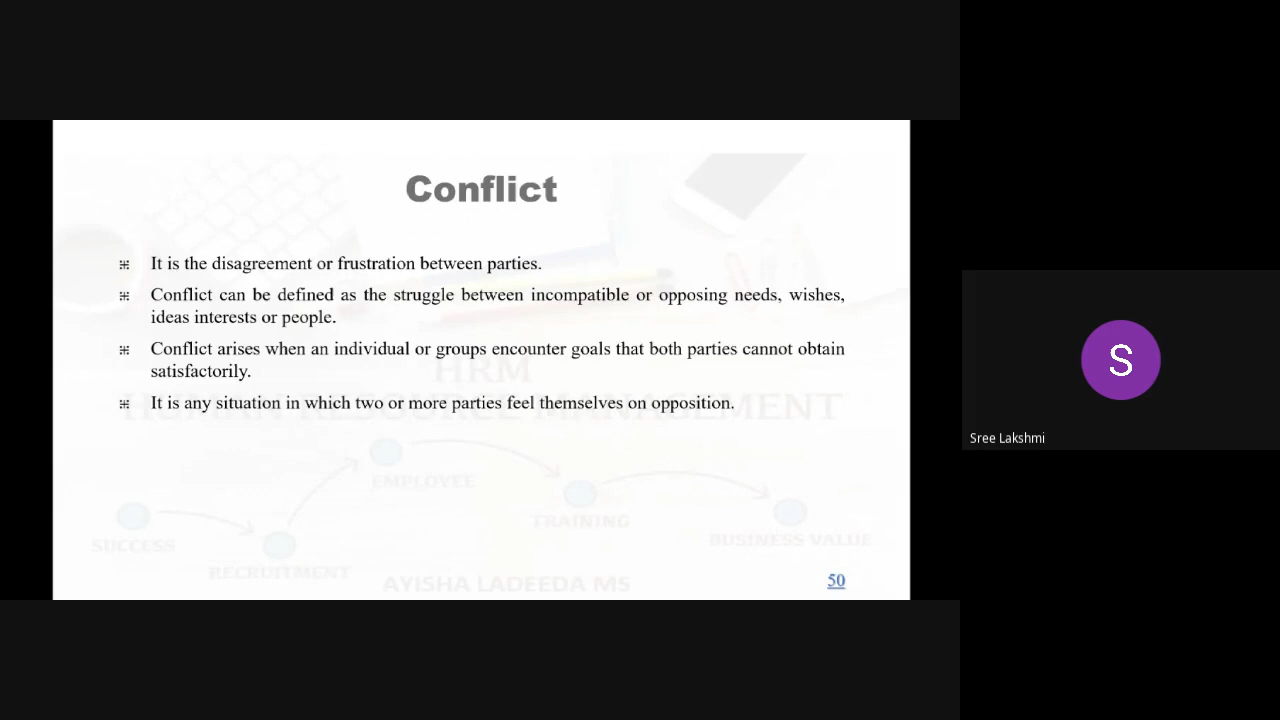 Conflict
It is the disagreement or frustration between parties.
Conflict can be defined as the struggle between incompatible or opposing needs, wishes,
ideas interests or people.
Conflict arises when an individual or groups encounter goals that both parties cannot obtain
satisfactorily.
HRM
It is any situation in which two or more parties feel themselves on opposition.
HUMAN RESOURCE MANAGEMENT
EMPLOYEE
TRAINING
SUCCESS
BUSINESS VALUE
RECRUITMENT
AYISHA LADEEDA MS
50
S
Sree Lakshmi